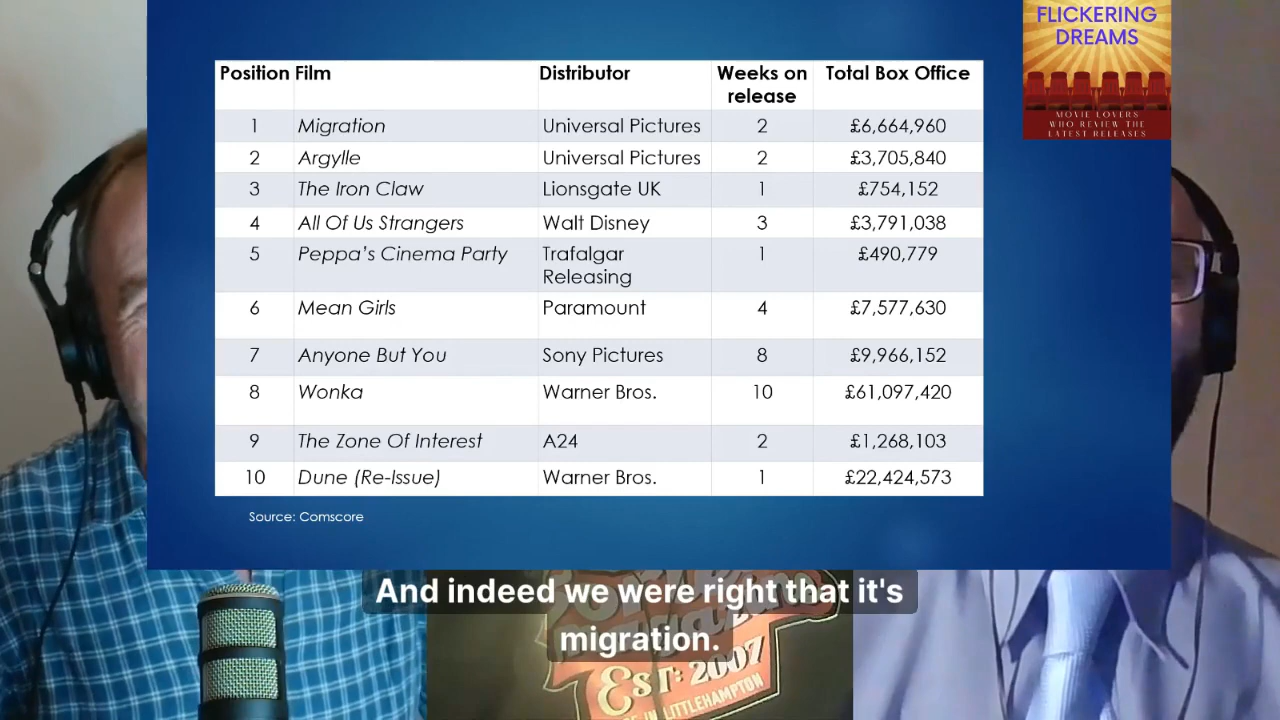 FLICKERING
DREAMS
MOVIE LOVERS
WHO REVIEW THE
LATEST RELEASES
Position Film Distributor Weeks on release Total Box Office
1 Migration Universal Pictures 2 £6,664,960
2 Argylle Universal Pictures 2 £3,705,840
3 The Iron Claw Lionsgate UK 1 £754,152
4 All Of Us Strangers Walt Disney 3 £3,791,038
5 Peppa's Cinema Party Trafalgar Releasing 1 £490,779
6 Mean Girls Paramount 4 £7,577,630
7 Anyone But You Sony Pictures 8 £9,966,152
8 Wonka Warner Bros. 10 £61,097,420
9 The Zone Of Interest A24 2 £1,268,103
10 Dune (Re-Issue) Warner Bros. 1 £22,424,573
Source: Comscore
And indeed we were right that it's
migration.
EST: 2007
IN LITTLEHAMPTON